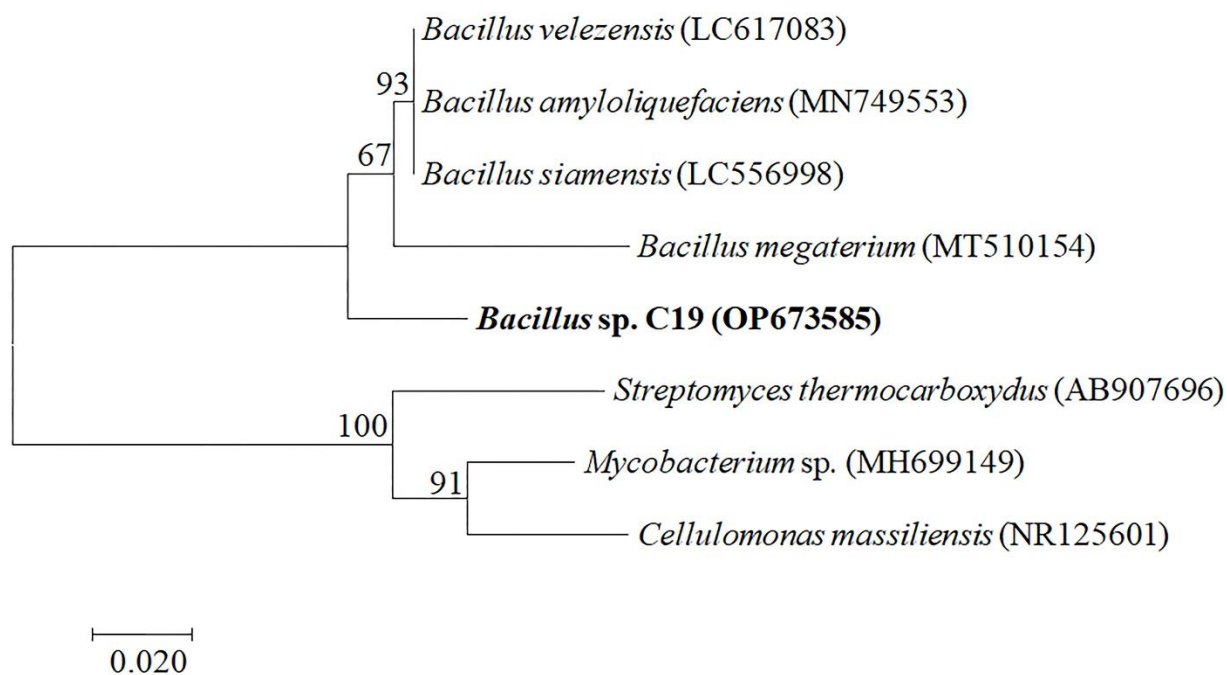 Bacillus velezensis (LC617083)
93
Bacillus amyloliquefaciens (MN749553)
67
Bacillus siamensis (LC556998)
Bacillus megaterium (MT510154)
Bacillus sp. C19 (OP673585)
Streptomyces thermocarboxydus (AB907696)
100
Mycobacterium sp. (MH699149)
91
Cellulomonas massiliensis (NR125601)
0.020